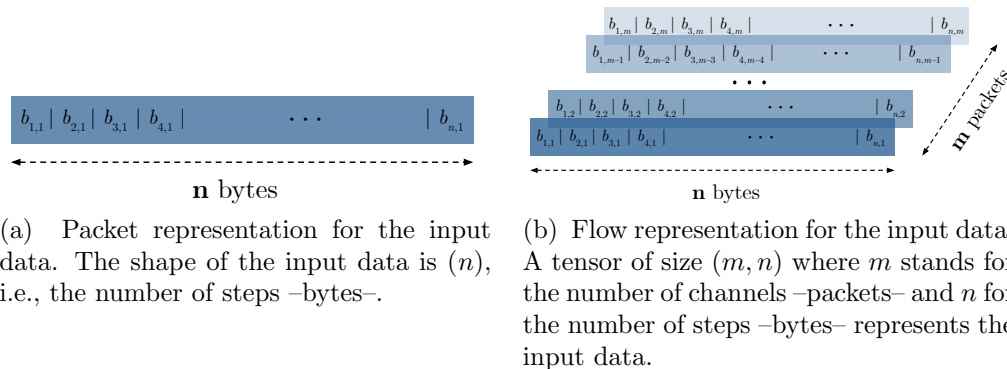 b1,1 | b2,1 | b3,1 | b4,1 | ··· | bn,1
n bytes
(a) Packet representation for the input
data. The shape of the input data is (n),
i.e., the number of steps –bytes–.
b1,m | b2,m | b3,m | b4,m | ··· | bn,m
b1,m-1 | b2,m-2 | b3,m-3 | b4,m-4 | ··· | bn,m-1
···
b1,2 | b2,2 | b3,2 | b4,2 | ··· | bn,2
b1,1 | b2,1 | b3,1 | b4,1 | ··· | bn,1
m packets
n bytes
(b) Flow representation for the input data
A tensor of size (m, n) where m stands fo
the number of channels –packets– and n for
the number of steps –bytes– represents the
input data.